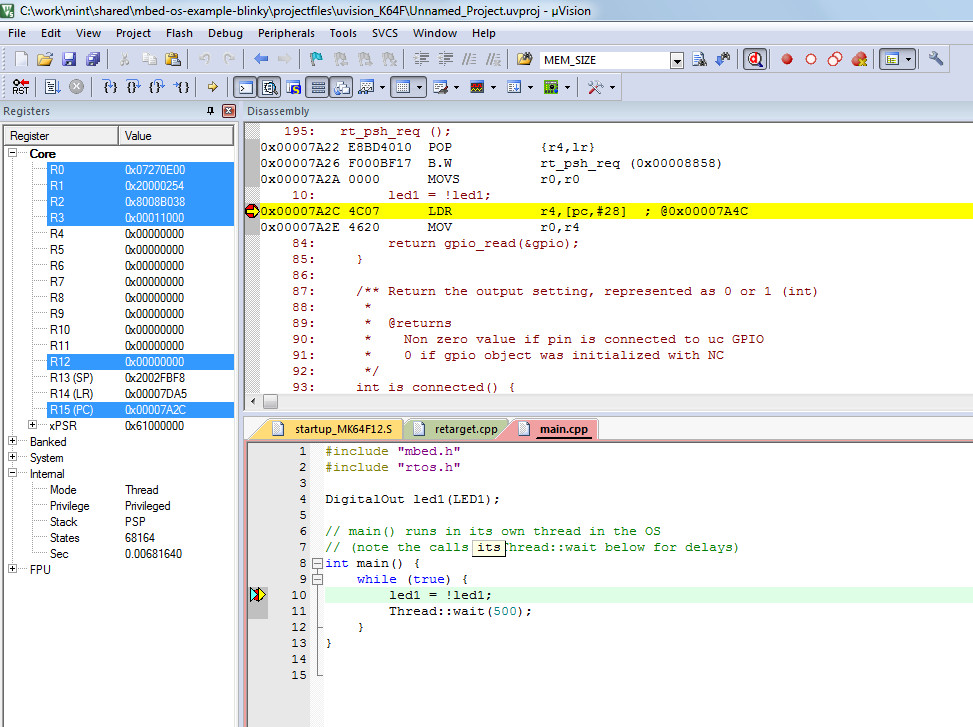 C:\work\mint\shared\mbed-os-example-blinky\projectfiles\uvision_K64F\Unnamed_Project.uvproj - µVision
File Edit View Project Flash Debug Peripherals Tools SVCS Window Help
MEM_SIZE
RST
Registers
Register Value
Core
R0 0x07270E00
R1 0x20000254
R2 0x8008B038
R3 0x00011000
R4 0x00000000
R5 0x00000000
R6 0x00000000
R7 0x00000000
R8 0x00000000
R9 0x00000000
R10 0x00000000
R11 0x00000000
R12 0x00000000
R13 (SP) 0x2002FBF8
R14 (LR) 0x00007DA5
R15 (PC) 0x00007A2C
xPSR 0x61000000
Banked
System
Internal
Mode Thread
Privilege Privileged
Stack PSP
States 68164
Sec 0.00681640
FPU
Disassembly
195: rt_psh_req ();
0x00007A22 E8BD4010 POP {r4,lr}
0x00007A26 F000BF17 B.W rt_psh_req (0x00008858)
0x00007A2A 0000 MOVS r0,r0
10: led1 = !led1;
0x00007A2C 4C07 LDR r4,[pc,#28] ; @0x00007A4C
0x00007A2E 4620 MOV r0,r4
84: return gpio_read(&gpio);
85: }
86:
87: /** Return the output setting, represented as 0 or 1 (int)
88: *
89: * @returns
90: * Non zero value if pin is connected to uc GPIO
91: * 0 if gpio object was initialized with NC
92: */
93: int is_connected() {
startup_MK64F12.S retarget.cpp main.cpp
1 #include "mbed.h"
2 #include "rtos.h"
3
4 DigitalOut led1(LED1);
5
6 // main() runs in its own thread in the OS
7 // (note the calls its Thread::wait below for delays)
8 int main() {
9 while (true) {
10 led1 = !led1;
11 Thread::wait(500);
12 }
13 }
14
15